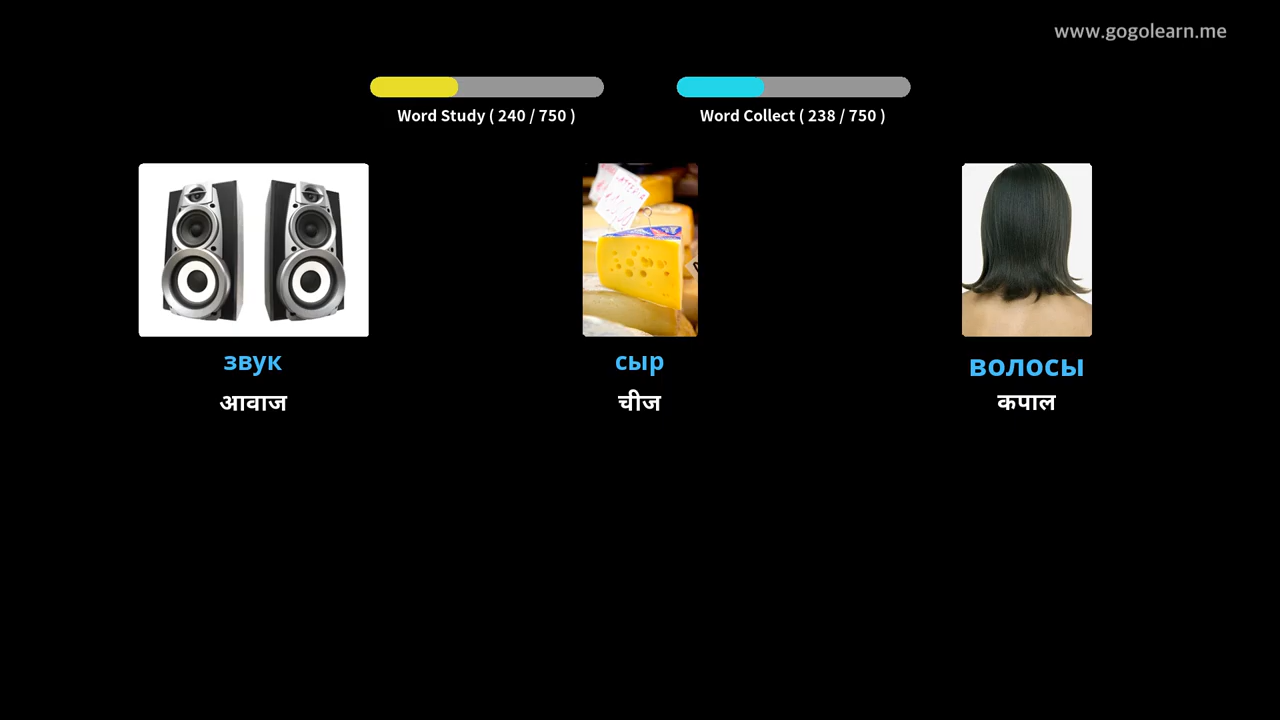 www.gogolearn.me
Word Study ( 240 / 750 )
Word Collect ( 238 / 750 )
звук
сыр
волосы
आवाज
चीज
कपाल